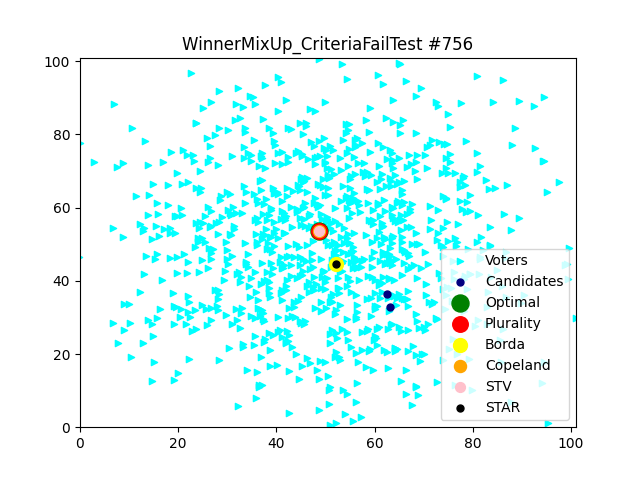 WinnerMixUp_CriteriaFailTest #756
100
80
60
40
20
0
0
20
40
60
80
100
Voters
Candidates
Optimal
Plurality
Borda
Copeland
STV
STAR